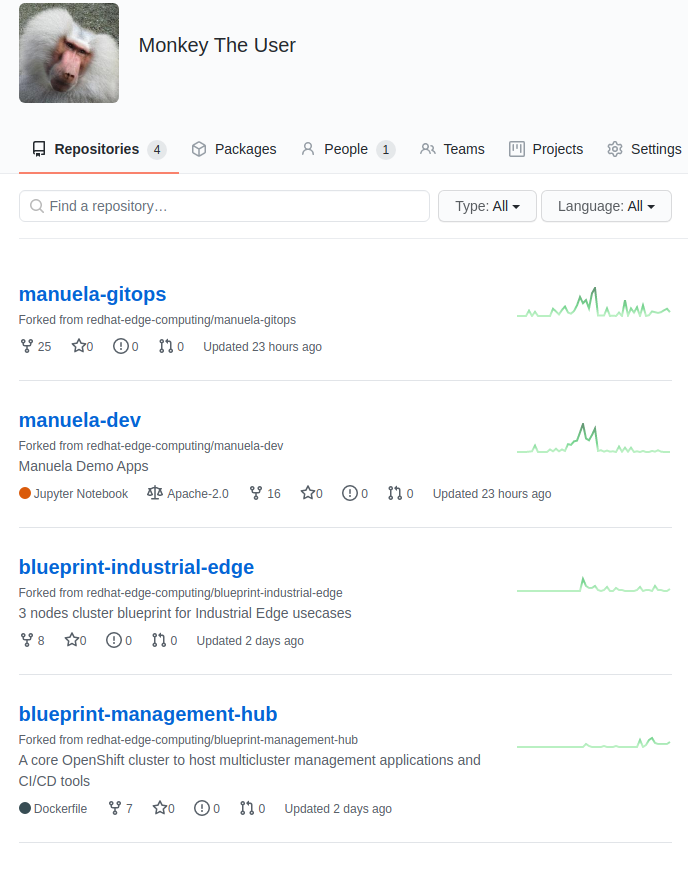 Monkey The User
Repositories 4 Packages People 1 Teams Projects Settings
Find a repository… Type: All Language: All
manuela-gitops
Forked from redhat-edge-computing/manuela-gitops
25 0 0 0 Updated 23 hours ago
manuela-dev
Forked from redhat-edge-computing/manuela-dev
Manuela Demo Apps
Jupyter Notebook Apache-2.0 16 0 0 0 Updated 23 hours ago
blueprint-industrial-edge
Forked from redhat-edge-computing/blueprint-industrial-edge
3 nodes cluster blueprint for Industrial Edge usecases
8 0 0 0 Updated 2 days ago
blueprint-management-hub
Forked from redhat-edge-computing/blueprint-management-hub
A core OpenShift cluster to host multicluster management applications and
CI/CD tools
Dockerfile 7 0 0 0 Updated 2 days ago